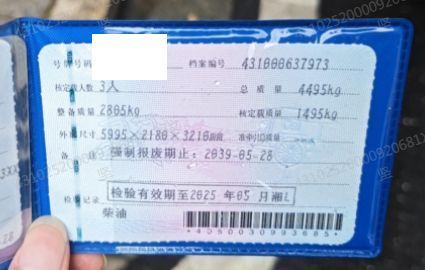 号牌号码 档案编号 431000637973
核定载人数 3人 总质量 4495kg
整备质量 2805kg 核定载质量 1495kg
外廓尺寸 5995×2180×3210mm 准牵引总质量
备注 强制报废期止：2039-05-28
检验记录 检验有效期至2025年05月湘L
柴油
*4050030993685*